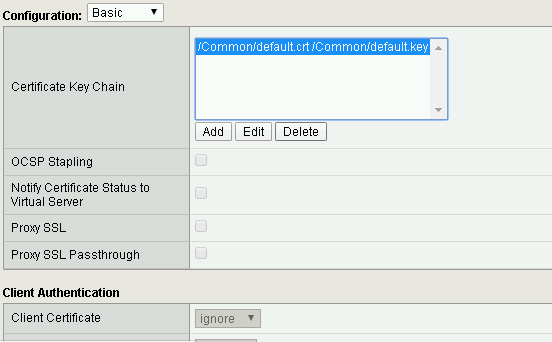 Configuration: Basic
/Common/default.crt /Common/default.key
Certificate Key Chain
Add Edit Delete
OCSP Stapling
Notify Certificate Status to
Virtual Server
Proxy SSL
Proxy SSL Passthrough
Client Authentication
Client Certificate ignore